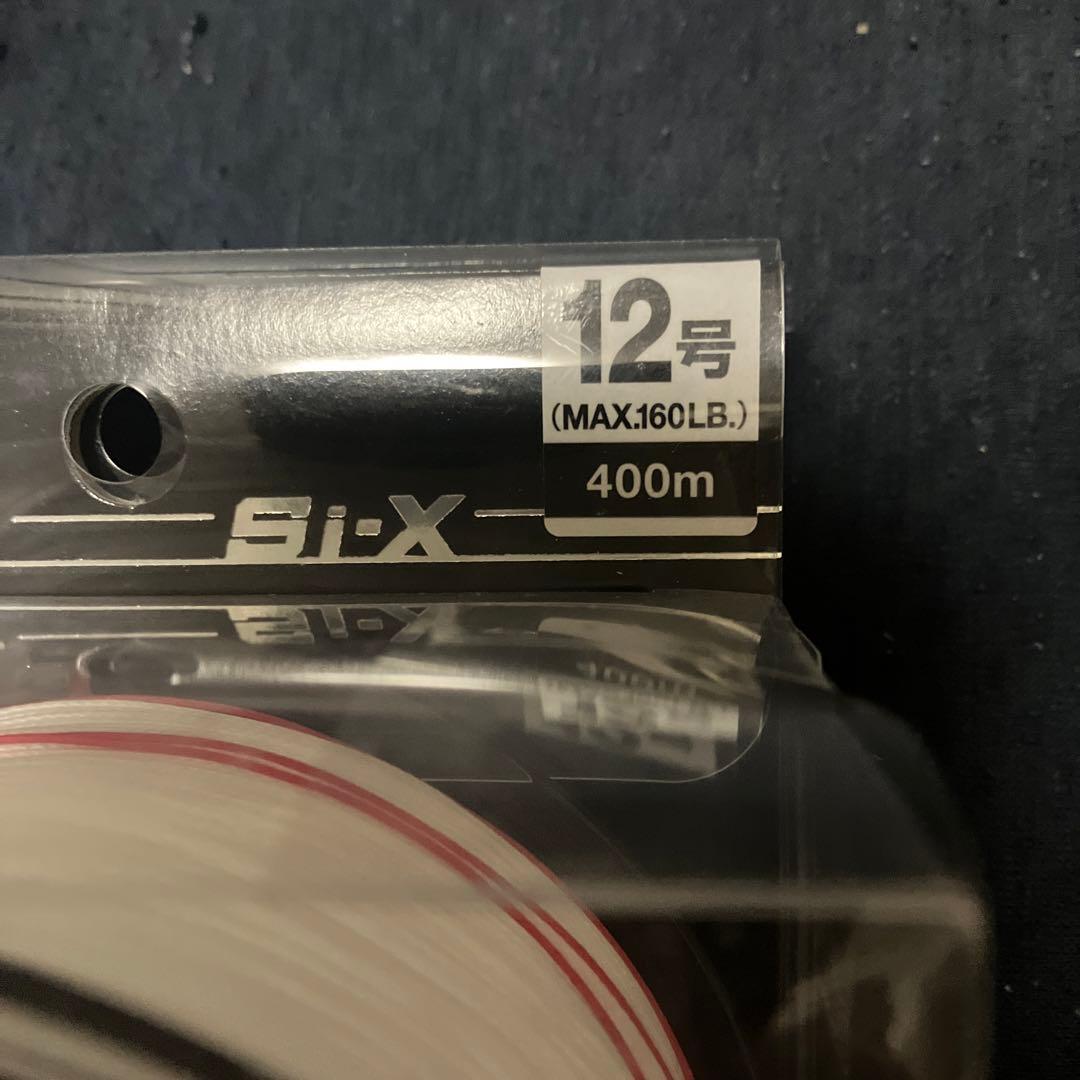 12号
(MAX.160LB.)
400m
Si-X